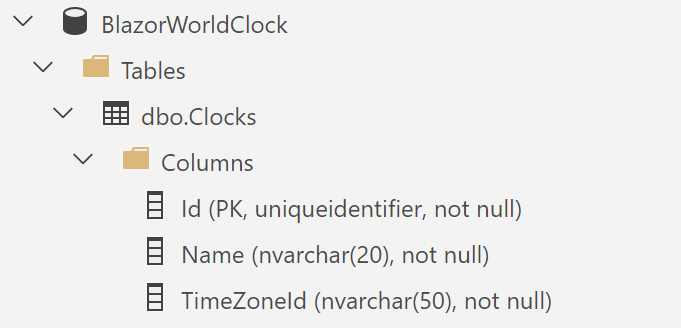 BlazorWorldClock
Tables
dbo.Clocks
Columns
Id (PK, uniqueidentifier, not null)
Name (nvarchar(20), not null)
TimeZoneId (nvarchar(50), not null)